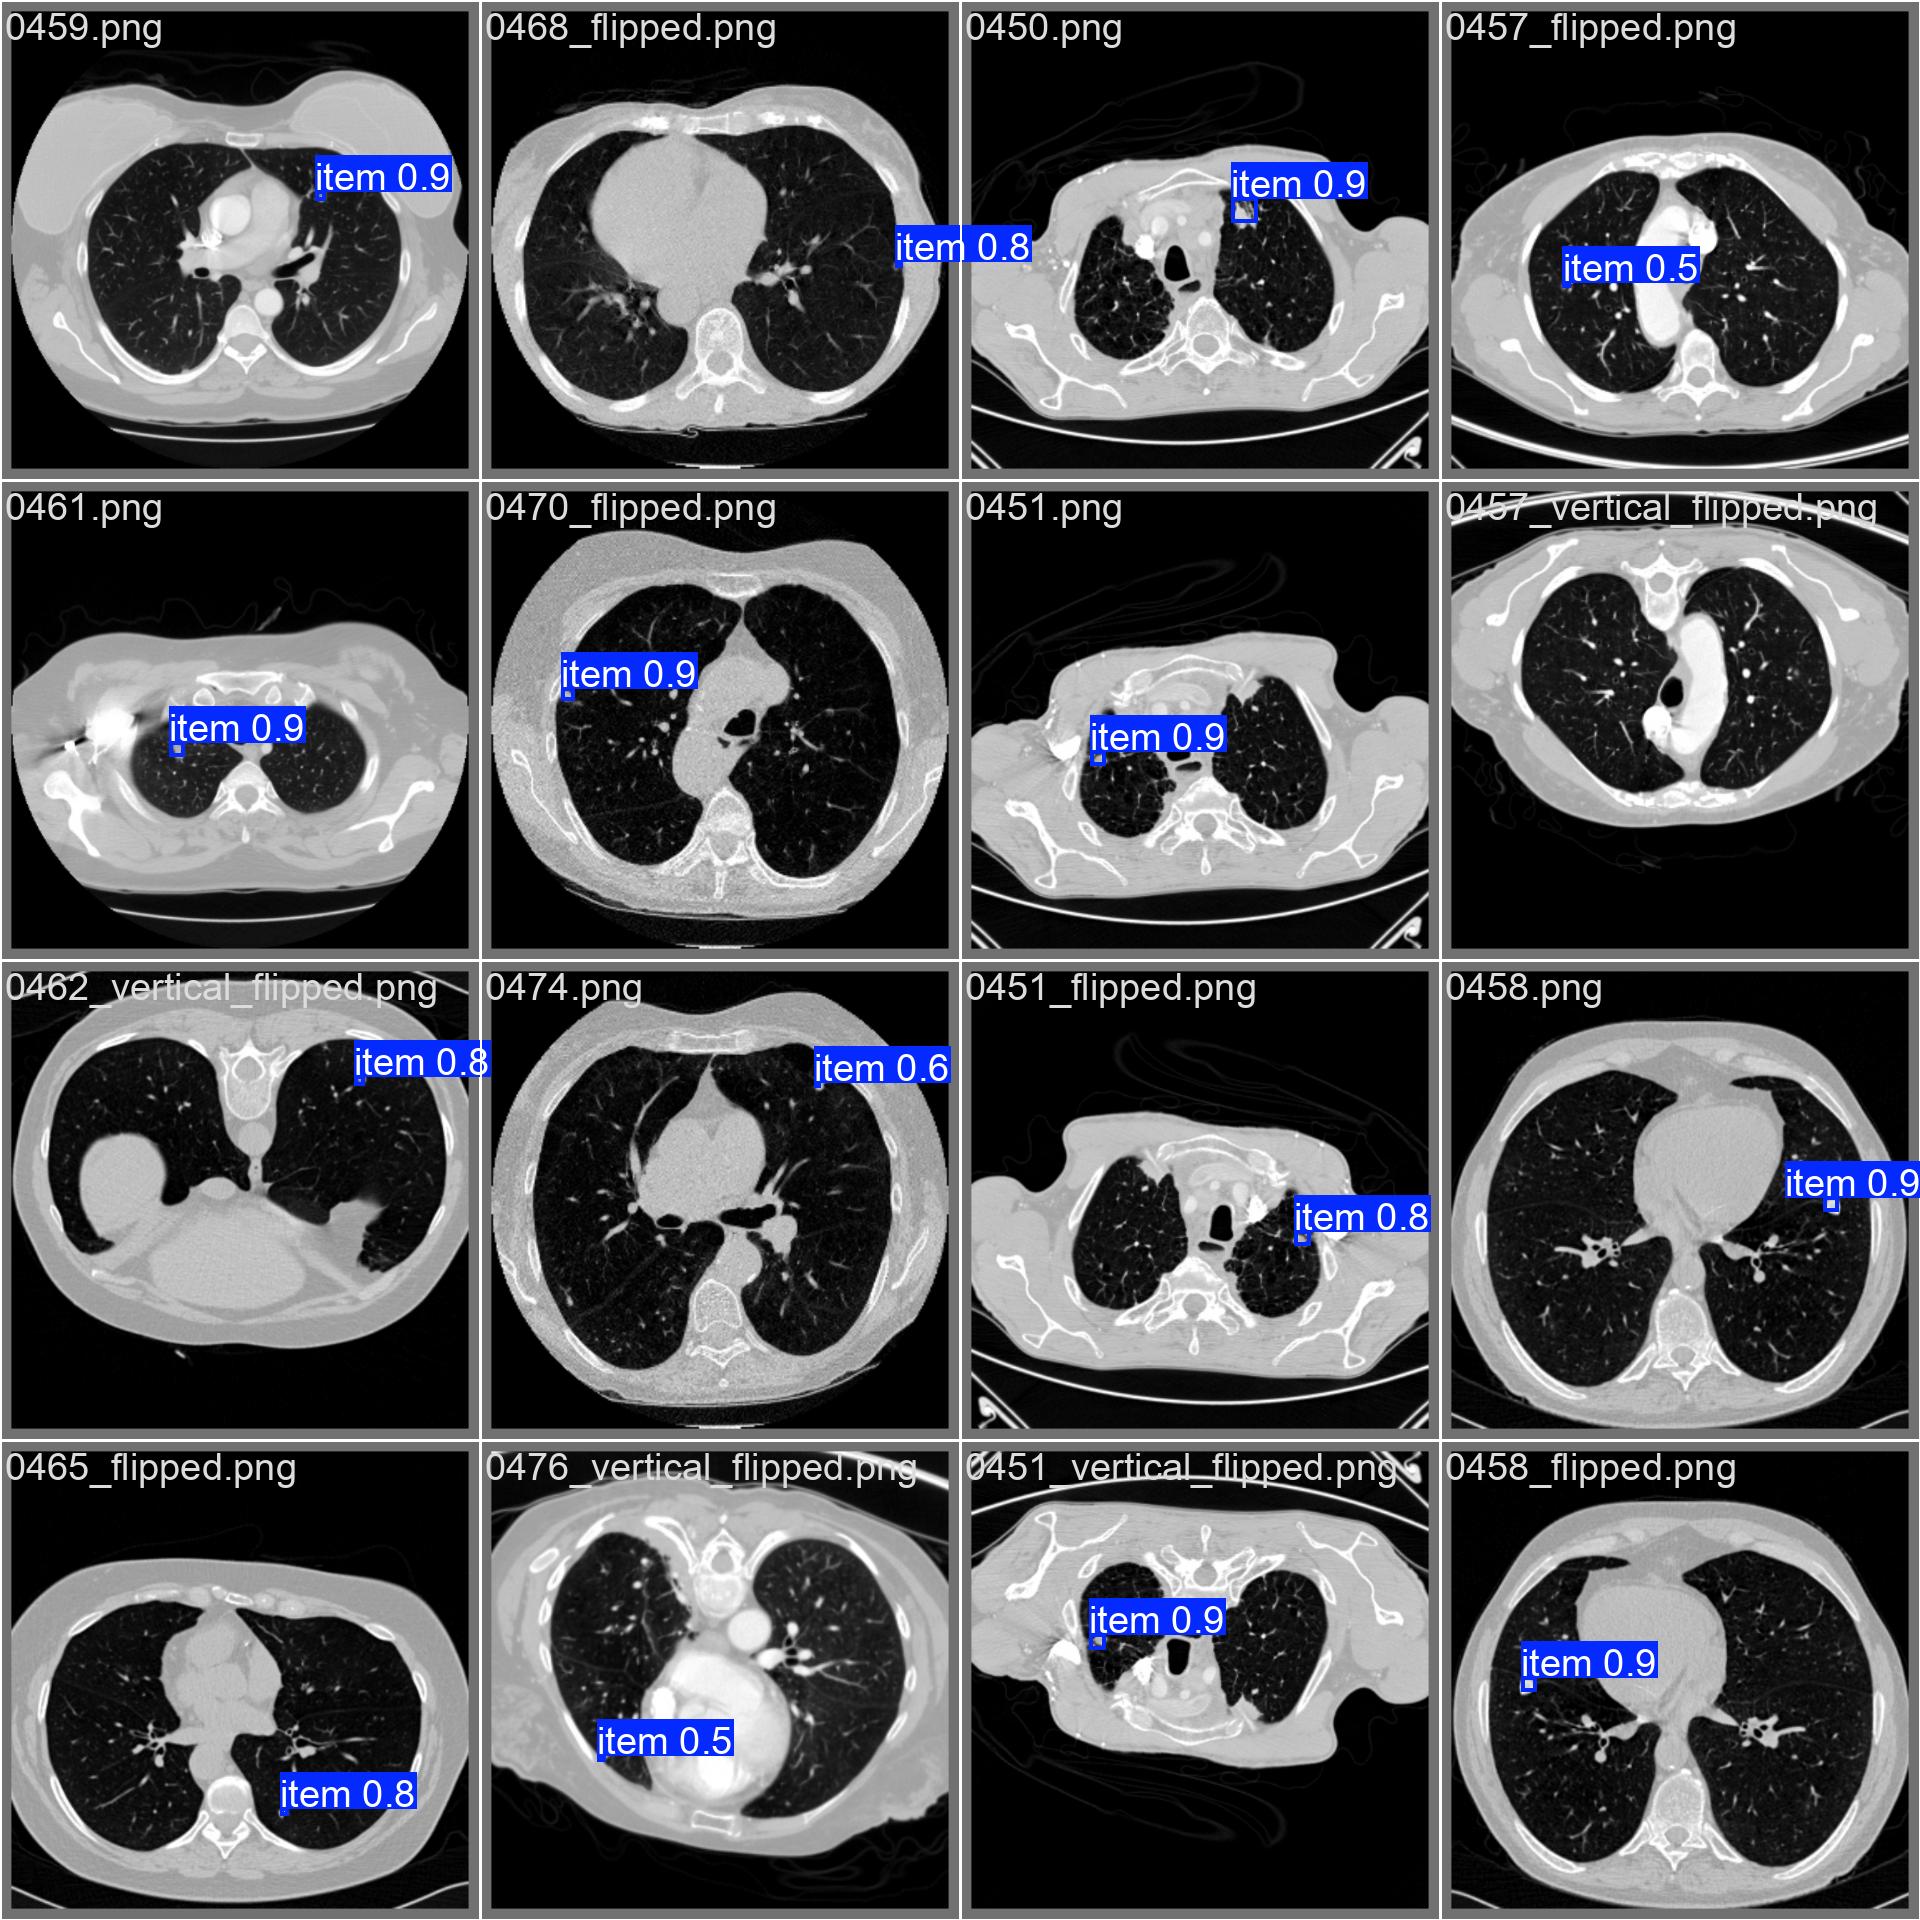 0459.png
item 0.9
0468_flipped.png
item 0.8
0450.png
item 0.9
0457_flipped.png
item 0.5
0461.png
item 0.9
0470_flipped.png
item 0.9
0451.png
item 0.9
0457_vertical_flipped.png
0462_vertical_flipped.png
item 0.8
0474.png
item 0.6
0451_flipped.png
item 0.8
0458.png
item 0.9
0465_flipped.png
item 0.8
0476_vertical_flipped.png
item 0.5
0451_vertical_flipped.png
item 0.9
0458_flipped.png
item 0.9